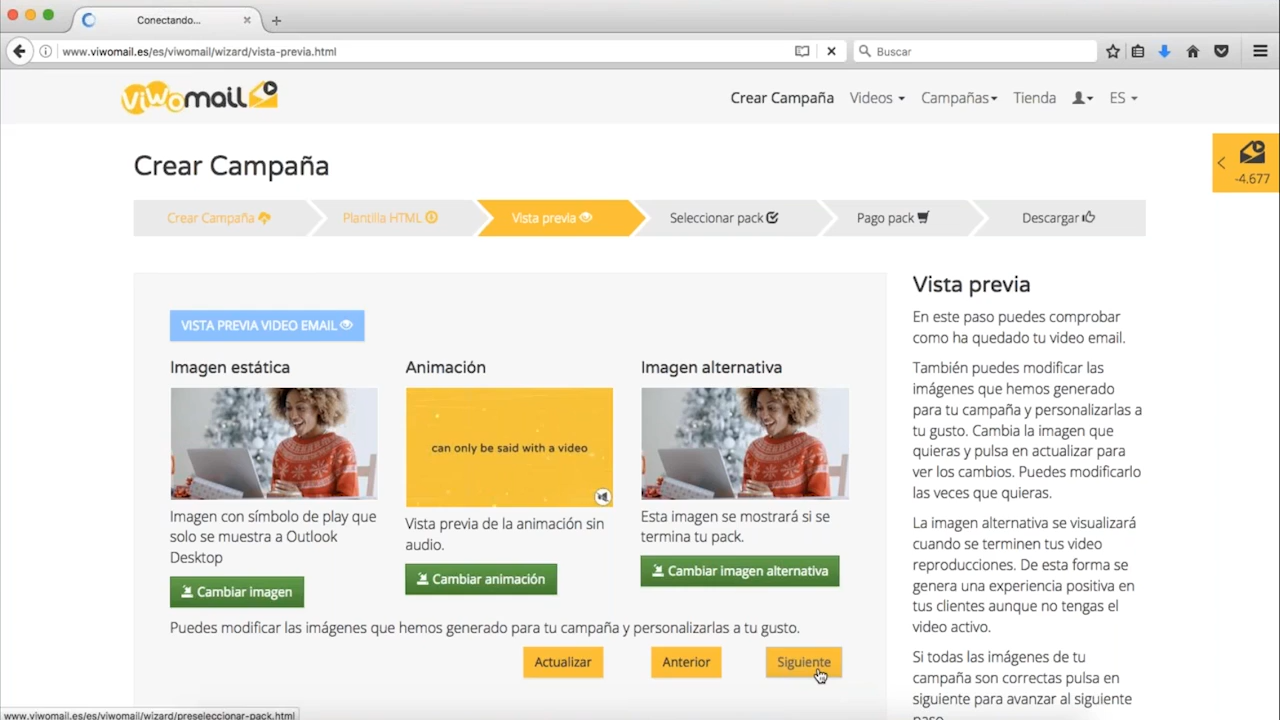 Conectando...
www.viwomail.es/es/viwomail/wizard/vista-previa.html
Buscar
viwomail
Crear Campaña
Videos
Campañas
Tienda
ES
-4.677
Crear Campaña
Crear Campaña
Plantilla HTML
Vista previa
Seleccionar pack
Pago pack
Descargar
VISTA PREVIA VIDEO EMAIL
Imagen estática
Imagen con símbolo de play que
solo se muestra a Outlook
Desktop
Cambiar imagen
Animación
can only be said with a video
Vista previa de la animación sin
audio.
Cambiar animación
Imagen alternativa
Esta imagen se mostrará si se
termina tu pack.
Cambiar imagen alternativa
Puedes modificar las imágenes que hemos generado para tu campaña y personalizarlas a tu gusto.
Actualizar
Anterior
Siguiente
Vista previa
En este paso puedes comprobar
como ha quedado tu video email.
También puedes modificar las
imágenes que hemos generado
para tu campaña y personalizarlas a
tu gusto. Cambia la imagen que
quieras y pulsa en actualizar para
ver los cambios. Puedes modificarlo
las veces que quieras.
La imagen alternativa se visualizará
cuando se terminen tus video
reproducciones. De esta forma se
genera una experiencia positiva en
tus clientes aunque no tengas el
video activo.
Si todas las imágenes de tu
campaña son correctas pulsa en
siguiente para avanzar al siguiente
paso.
www.viwomail.es/es/viwomail/wizard/preseleccionar-pack.html